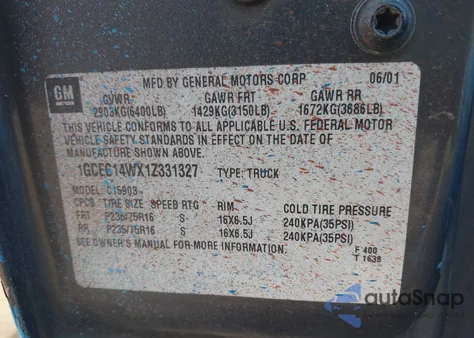 GM
MFD BY GENERAL MOTORS CORP 06/01
GVWR GAWR FRT GAWR RR
2903KG(6400LB) 1429KG(3150LB) 1672KG(3686LB)
THIS VEHICLE CONFORMS TO ALL APPLICABLE U.S. FEDERAL MOTOR
VEHICLE SAFETY STANDARDS IN EFFECT ON THE DATE OF
MANUFACTURE SHOWN ABOVE.
1GCEC14WX1Z331327 TYPE: TRUCK
C15903
CPCD TIRE SIZE SPEED RTG RIM COLD TIRE PRESSURE
FRT P235/75R16 S 16X6.5J 240KPA(35PSI)
RR P235/75R16 S 16X6.5J 240KPA(35PSI)
SEE OWNER'S MANUAL FOR MORE INFORMATION. F 400
T 1638
autoSnap